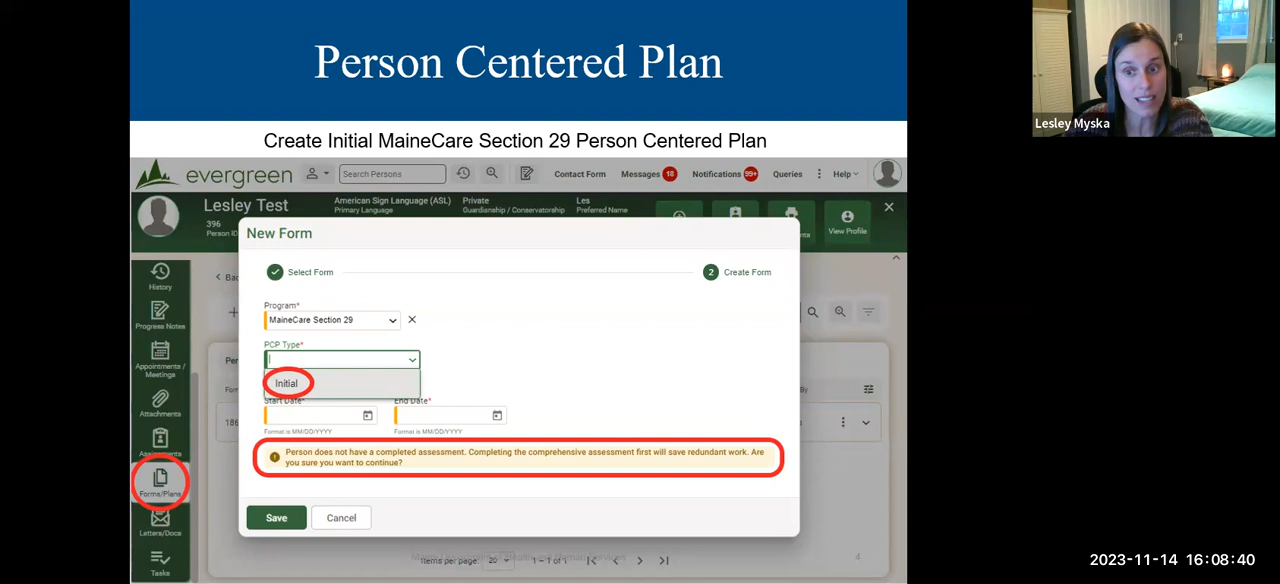 Person Centered Plan
Lesley Myska
Create Initial MaineCare Section 29 Person Centered Plan
evergreen
Search Persons
Contact Form
Messages 18
Notifications 99+
Queries
Help
Lesley Test
396
Person ID
American Sign Language (ASL)
Primary Language
Private
Guardianship / Conservatorship
Les
Preferred Name
View Profile
New Form
Select Form
2 Create Form
History
Progress Notes
Appointments / Meetings
Attachments
Assessments
Forms/Plans
Letters/Docs
Tasks
Program*
MaineCare Section 29
PCP Type*
Initial
Start Date*
End Date*
Format is MM/DD/YYYY
Format is MM/DD/YYYY
Person does not have a completed assessment. Completing the comprehensive assessment first will save redundant work. Are
you sure you want to continue?
Save
Cancel
By
186
Items per page: 20
1 - 1 of 1
4
2023-11-14 16:08:40